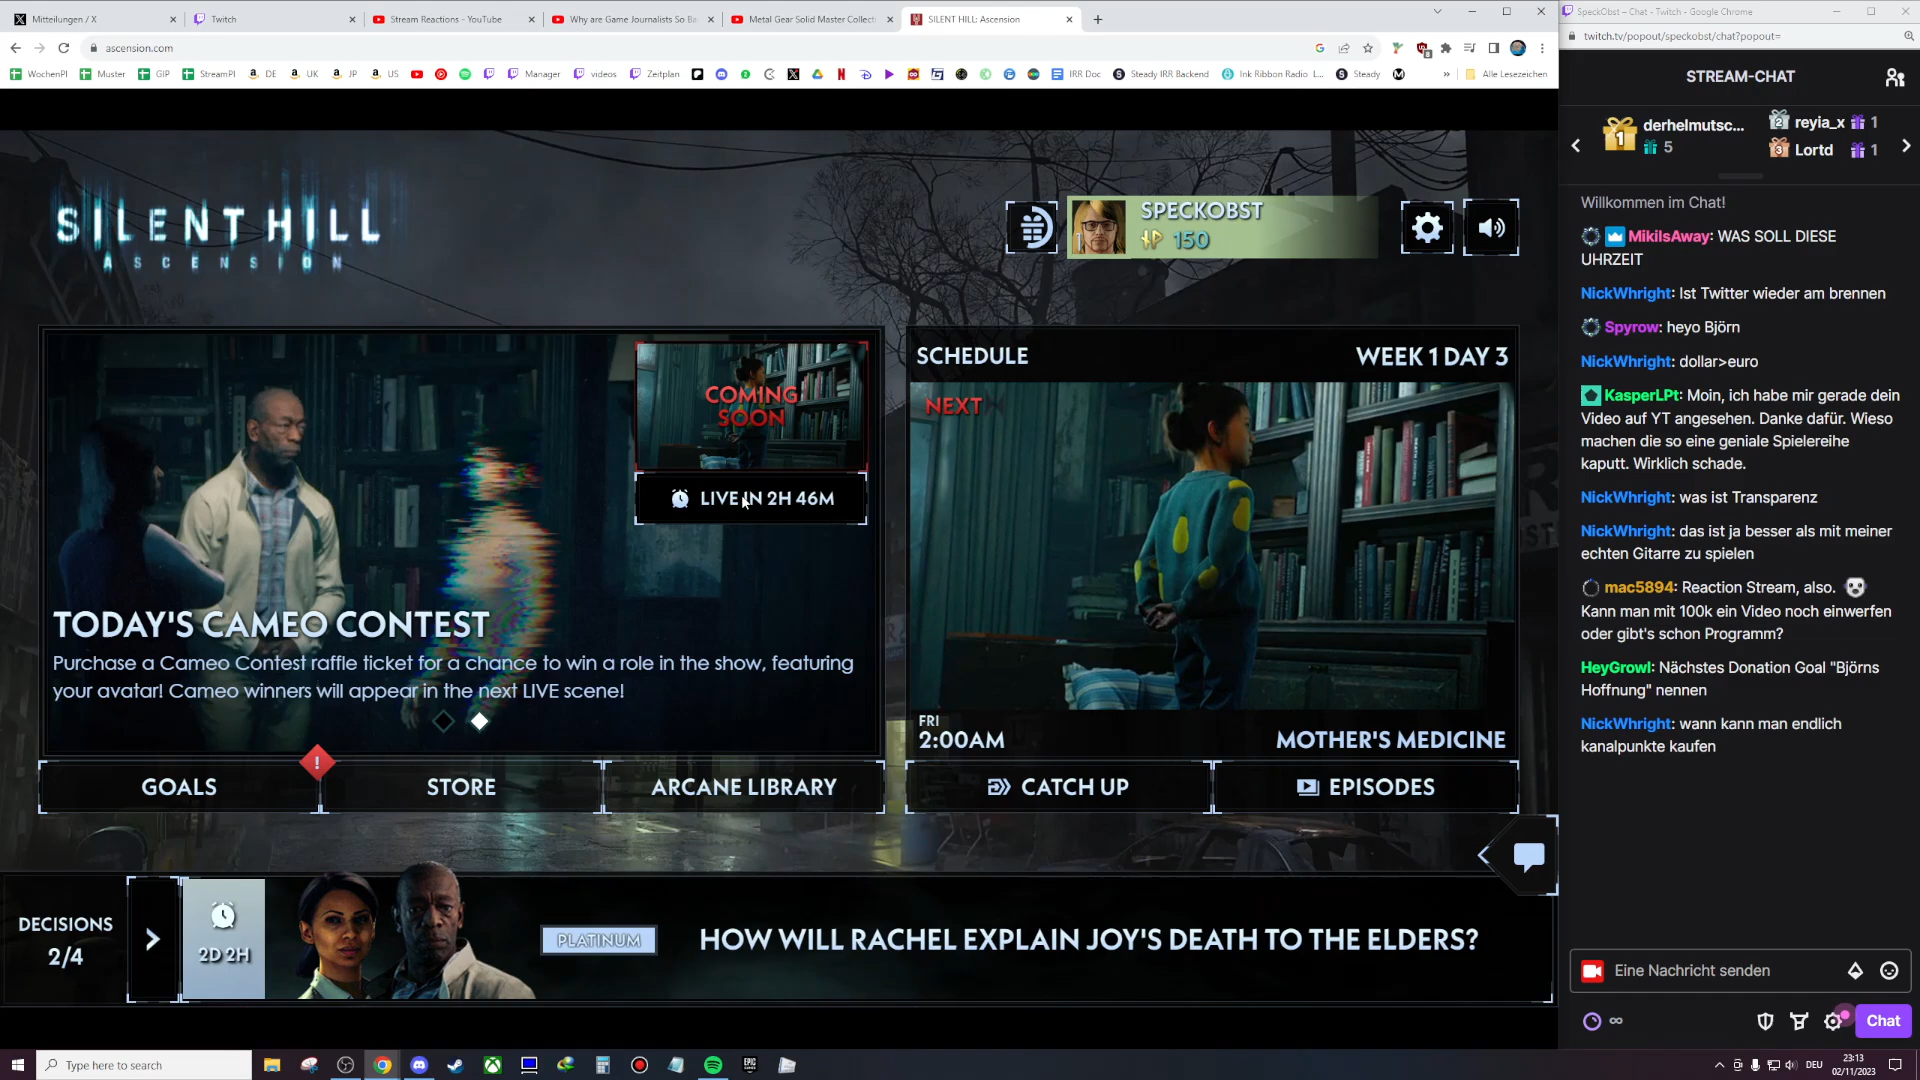 Mitteilungen / X
Twitch
Stream Reactions - YouTube
Why are Game Journalists So Ba
Metal Gear Solid Master Collecti
SILENT HILL: Ascension
SpeckObst – Chat - Twitch - Google Chrome
ascension.com
twitch.tv/popout/speckobst/chat?popout=
WochenPl
Muster
GIP
StreamPl
DE
UK
JP
US
Manager
videos
Zeitplan
IRR Doc
Steady IRR Backend
Ink Ribbon Radio L...
Steady
Alle Lesezeichen
SILENT HILL
ASCENSION
SPECKOBST
150
COMING
SOON
LIVE IN 2H 46M
TODAY'S CAMEO CONTEST
Purchase a Cameo Contest raffle ticket for a chance to win a role in the show, featuring
your avatar! Cameo winners will appear in the next LIVE scene!
SCHEDULE
WEEK 1 DAY 3
NEXT
FRI
2:00AM
MOTHER'S MEDICINE
GOALS
STORE
ARCANE LIBRARY
CATCH UP
EPISODES
DECISIONS
2/4
2D 2H
PLATINUM
HOW WILL RACHEL EXPLAIN JOY'S DEATH TO THE ELDERS?
STREAM-CHAT
derhelmutsc...
5
reyia_x 1
Lortd 1
Willkommen im Chat!
MikilsAway: WAS SOLL DIESE
UHRZEIT
NickWhright: Ist Twitter wieder am brennen
Spyrow: heyo Björn
NickWhright: dollar>euro
KasperLPt: Moin, ich habe mir gerade dein
Video auf YT angesehen. Danke dafür. Wieso
machen die so eine geniale Spielereihe
kaputt. Wirklich schade.
NickWhright: was ist Transparenz
NickWhright: das ist ja besser als mit meiner
echten Gitarre zu spielen
mac5894: Reaction Stream, also.
Kann man mit 100k ein Video noch einwerfen
oder gibt's schon Programm?
HeyGrowl: Nächstes Donation Goal "Björns
Hoffnung" nennen
NickWhright: wann kann man endlich
kanalpunkte kaufen
Eine Nachricht senden
Chat
Type here to search
DEU
23:13
02/11/2023